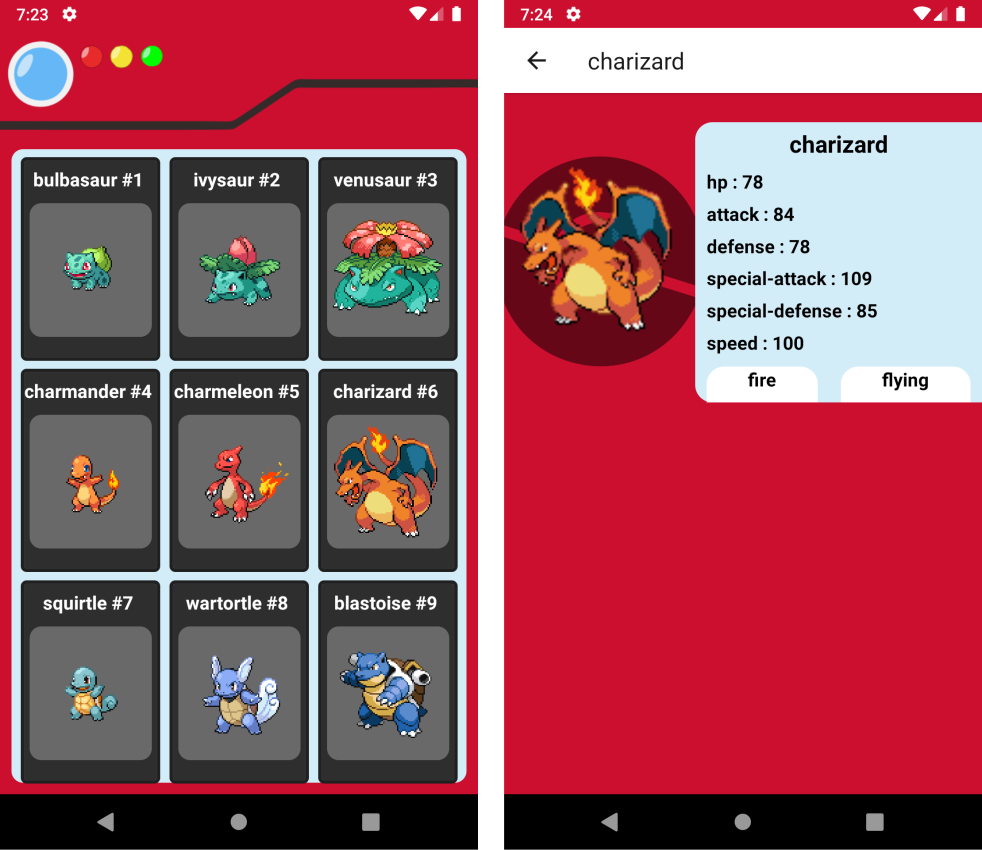 7:23
bulbasaur #1
ivysaur #2
venusaur #3
charmander #4
charmeleon #5
charizard #6
squirtle #7
wartortle #8
blastoise #9
7:24
charizard
charizard
hp : 78
attack : 84
defense : 78
special-attack : 109
special-defense : 85
speed : 100
fire
flying